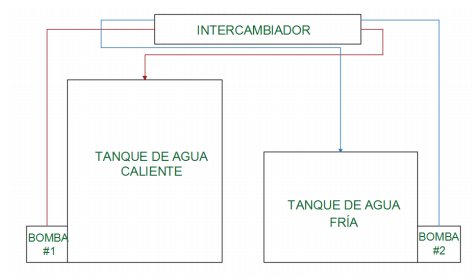 INTERCAMBIADOR
TANQUE DE AGUA
CALIENTE
TANQUE DE AGUA
FRÍA
BOMBA
#1
BOMBA
#2